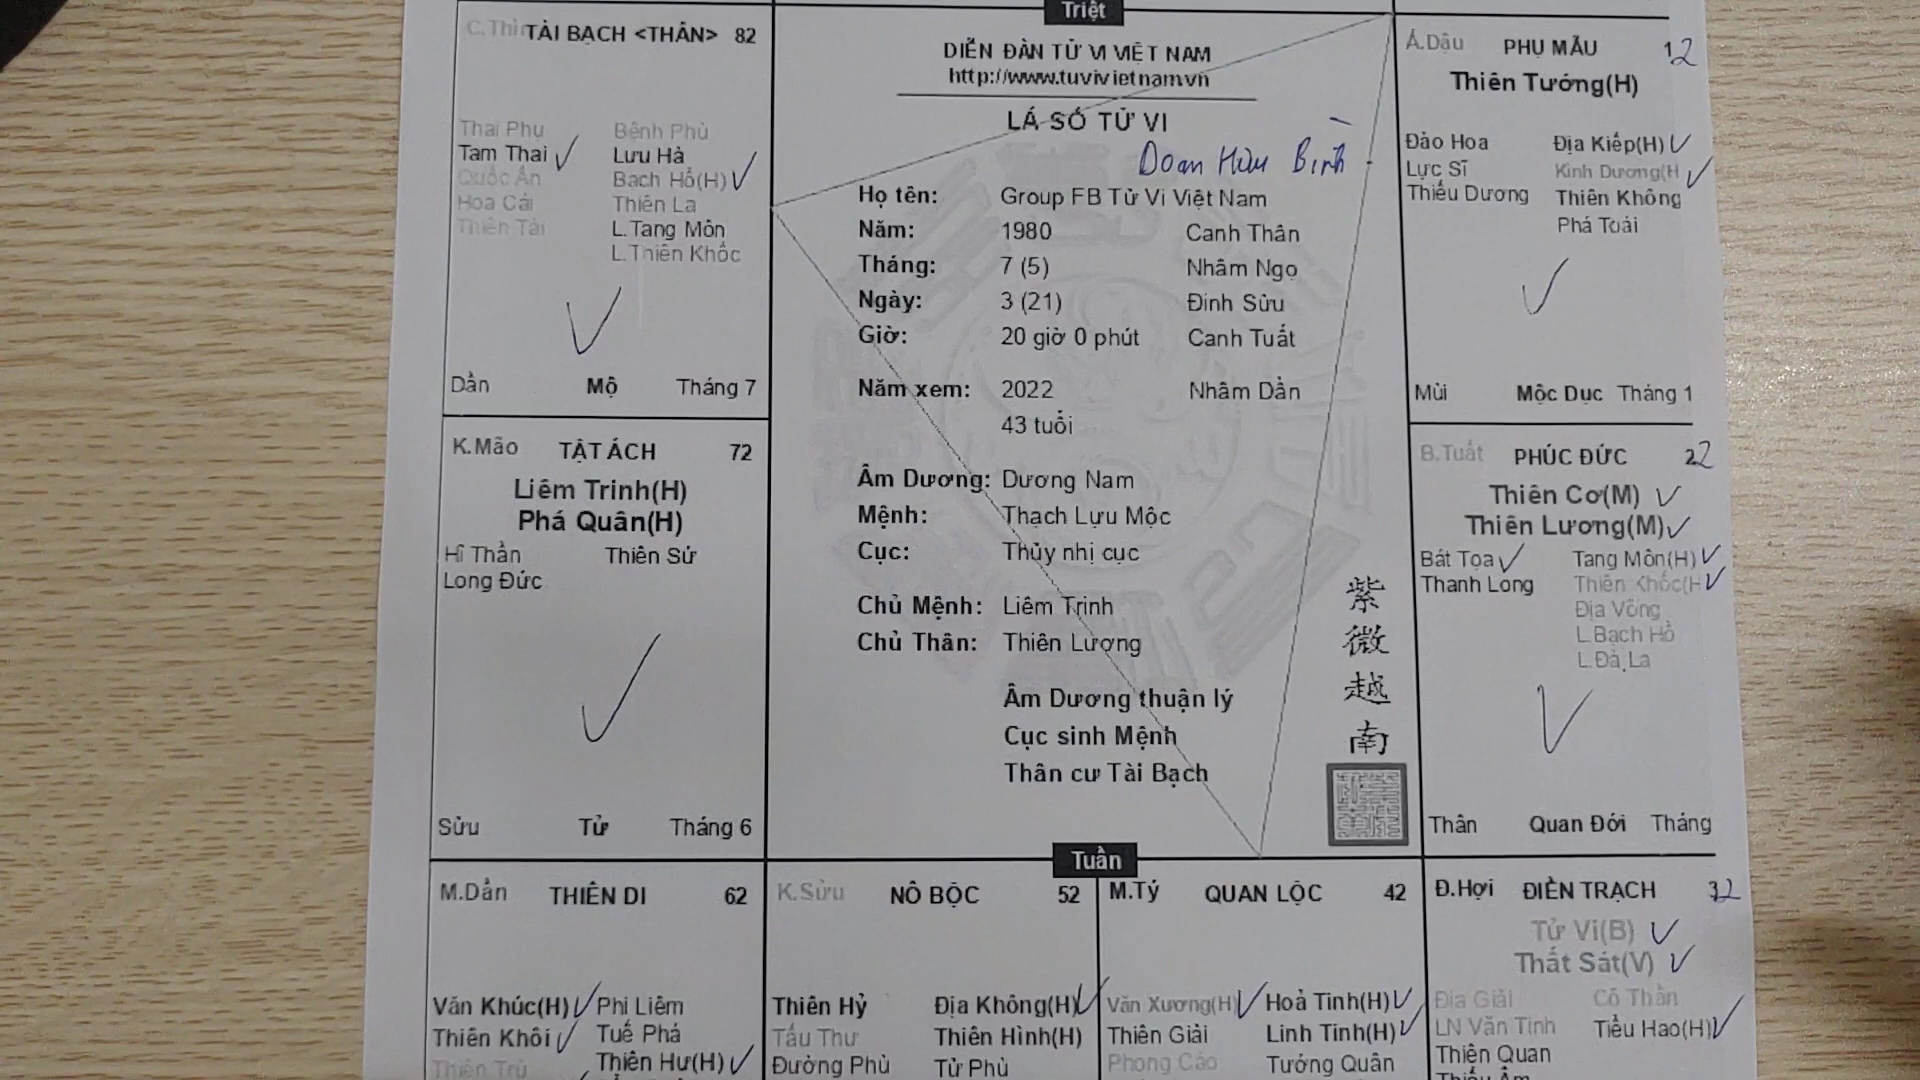 Triệt
C.Thìn TÀI BẠCH <THÂN> 82
Thai Phụ
Tam Thai
Quốc Ấn
Hoa Cái
Thiên Tài
Bệnh Phù
Lưu Hà
Bạch Hổ(H)
Thiên La
L.Tang Môn
L.Thiên Khốc
Dần Mộ Tháng 7
DIỄN ĐÀN TỬ VI VIỆT NAM
http://www.tuvivietnam.vn
LÁ SỐ TỬ VI
Doan Hữu Bình
Họ tên: Group FB Tử Vi Việt Nam
Năm: 1980 Canh Thân
Tháng: 7 (5) Nhâm Ngọ
Ngày: 3 (21) Đinh Sửu
Giờ: 20 giờ 0 phút Canh Tuất
Năm xem: 2022 Nhâm Dần
43 tuổi
Âm Dương: Dương Nam
Mệnh: Thạch Lựu Mộc
Cục: Thủy nhị cục
Chủ Mệnh: Liêm Trinh
Chủ Thân: Thiên Lương
Âm Dương thuận lý
Cục sinh Mệnh
Thân cư Tài Bạch
紫
微
越
南
Á.Dậu PHỤ MẪU 12
Thiên Tướng(H)
Đào Hoa
Lực Sĩ
Thiếu Dương
Địa Kiếp(H)
Kình Dương(H
Thiên Không
Phá Toái
Mùi Mộc Dục Tháng 1
K.Mão TẬT ÁCH 72
Liêm Trinh(H)
Phá Quân(H)
Hĩ Thần
Long Đức
Thiên Sứ
Sửu Tử Tháng 6
B.Tuất PHÚC ĐỨC 22
Thiên Cơ(M)
Thiên Lương(M)
Bát Tọa
Thanh Long
Tang Môn(H)
Thiên Khốc(H
Địa Võng
L.Bạch Hổ
L.Đà La
Thân Quan Đới Tháng
Tuần
M.Dần THIÊN DI 62
Văn Khúc(H)
Thiên Khôi
Thiên Trù
Phi Liêm
Tuế Phá
Thiên Hư(H)
K.Sửu NÔ BỘC 52
Thiên Hỷ
Tấu Thư
Đường Phù
Địa Không(H)
Thiên Hình(H)
Tử Phù
M.Tý QUAN LỘC 42
Văn Xương(H)
Thiên Giải
Phong Cáo
Hoả Tinh(H)
Linh Tinh(H)
Tướng Quân
Đ.Hợi ĐIỀN TRẠCH 32
Tử Vi(B)
Thất Sát(V)
Địa Giải
LN Văn Tinh
Thiên Quan
Thiếu Âm
Cô Thần
Tiểu Hao(H)